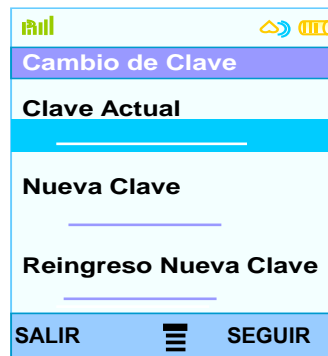 Cambio de Clave
Clave Actual
Nueva Clave
Reingreso Nueva Clave
SALIR SEGUIR